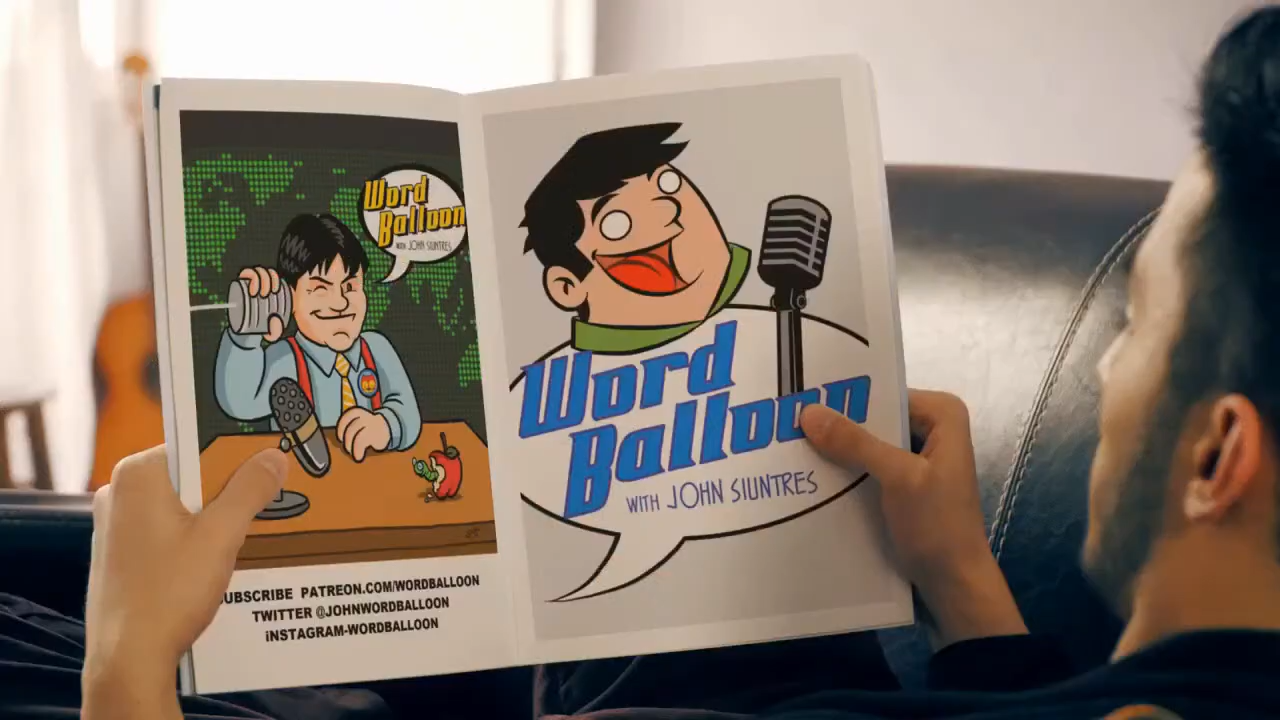 Word
Balloon
WITH JOHN SIUNTRES
SUBSCRIBE PATREON.COM/WORDBALLOON
TWITTER @JOHNWORDBALLOON
iNSTAGRAM-WORDBALLOON
Word
Balloon
WITH JOHN SIUNTRES